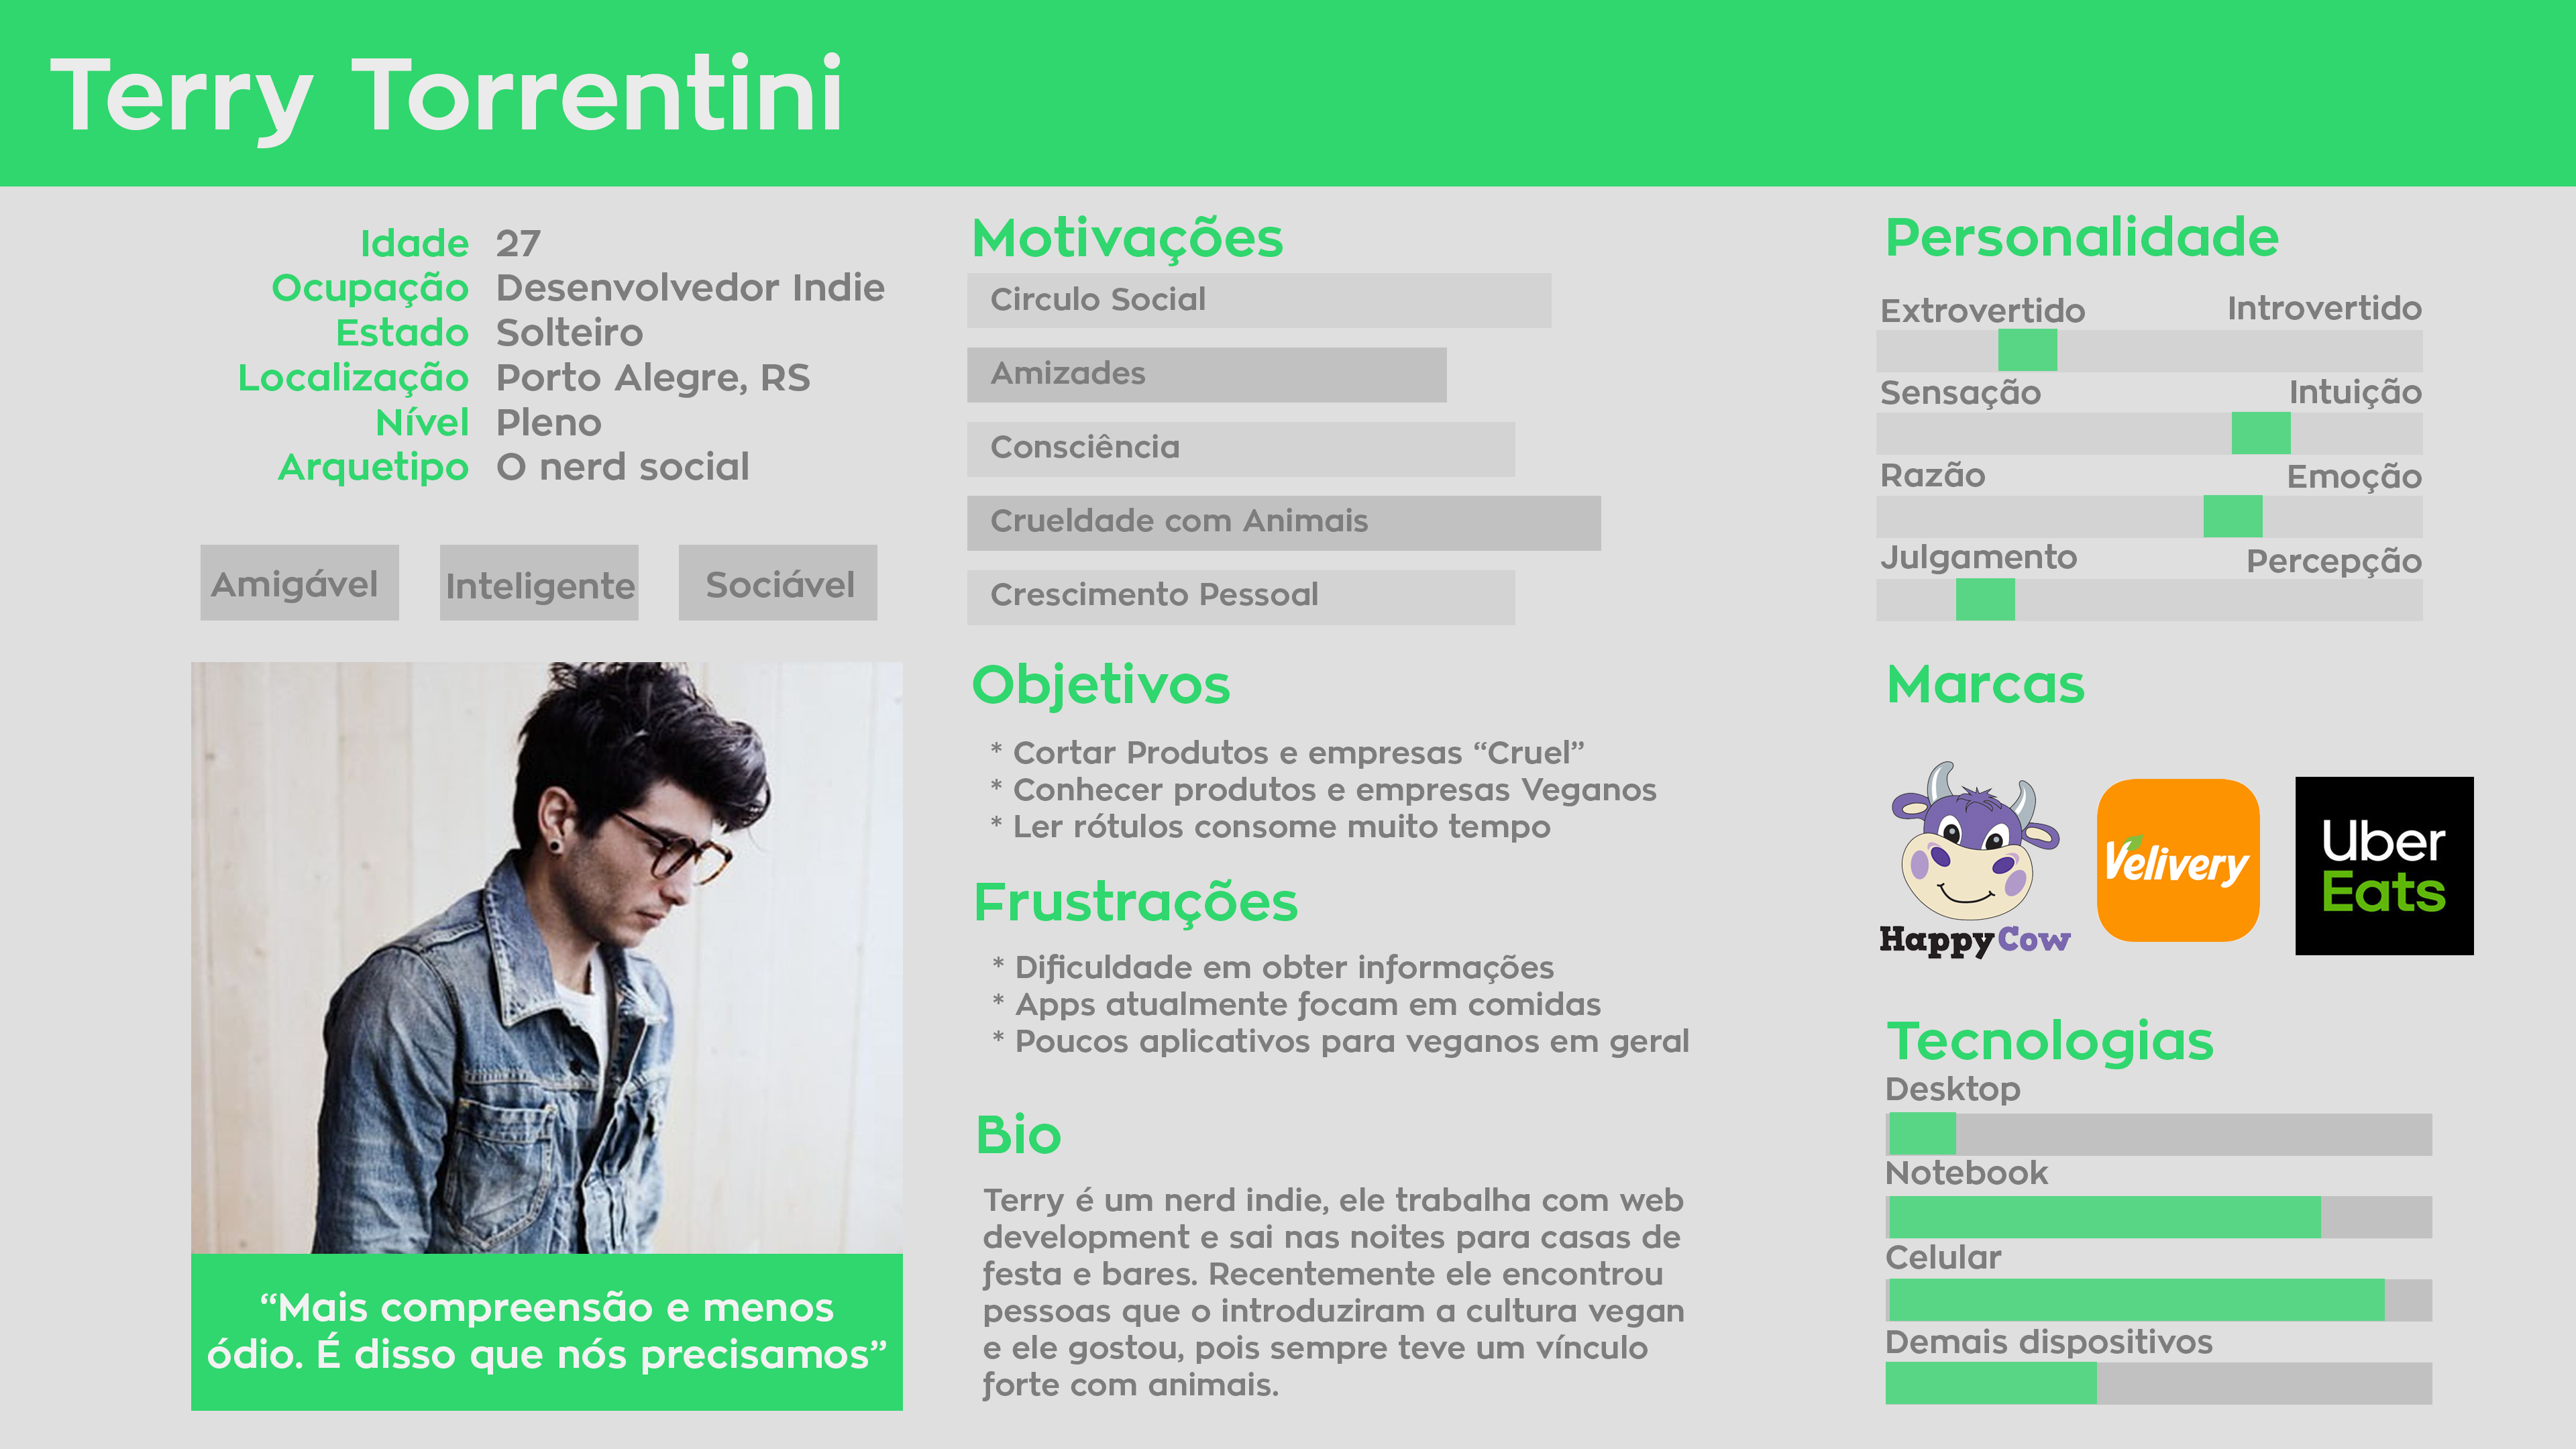 Terry Torrentini
Idade 27
Ocupação Desenvolvedor Indie
Estado Solteiro
Localização Porto Alegre, RS
Nível Pleno
Arquetipo O nerd social
Amigável Inteligente Sociável
“Mais compreensão e menos
ódio. É disso que nós precisamos”
Motivações
Circulo Social
Amizades
Consciência
Crueldade com Animais
Crescimento Pessoal
Objetivos
* Cortar Produtos e empresas “Cruel”
* Conhecer produtos e empresas Veganos
* Ler rótulos consome muito tempo
Frustrações
* Dificuldade em obter informações
* Apps atualmente focam em comidas
* Poucos aplicativos para veganos em geral
Bio
Terry é um nerd indie, ele trabalha com web
development e sai nas noites para casas de
festa e bares. Recentemente ele encontrou
pessoas que o introduziram a cultura vegan
e ele gostou, pois sempre teve um vínculo
forte com animais.
Personalidade
Extrovertido Introvertido
Sensação Intuição
Razão Emoção
Julgamento Percepção
Marcas
HappyCow
Velivery
Uber
Eats
Tecnologias
Desktop
Notebook
Celular
Demais dispositivos